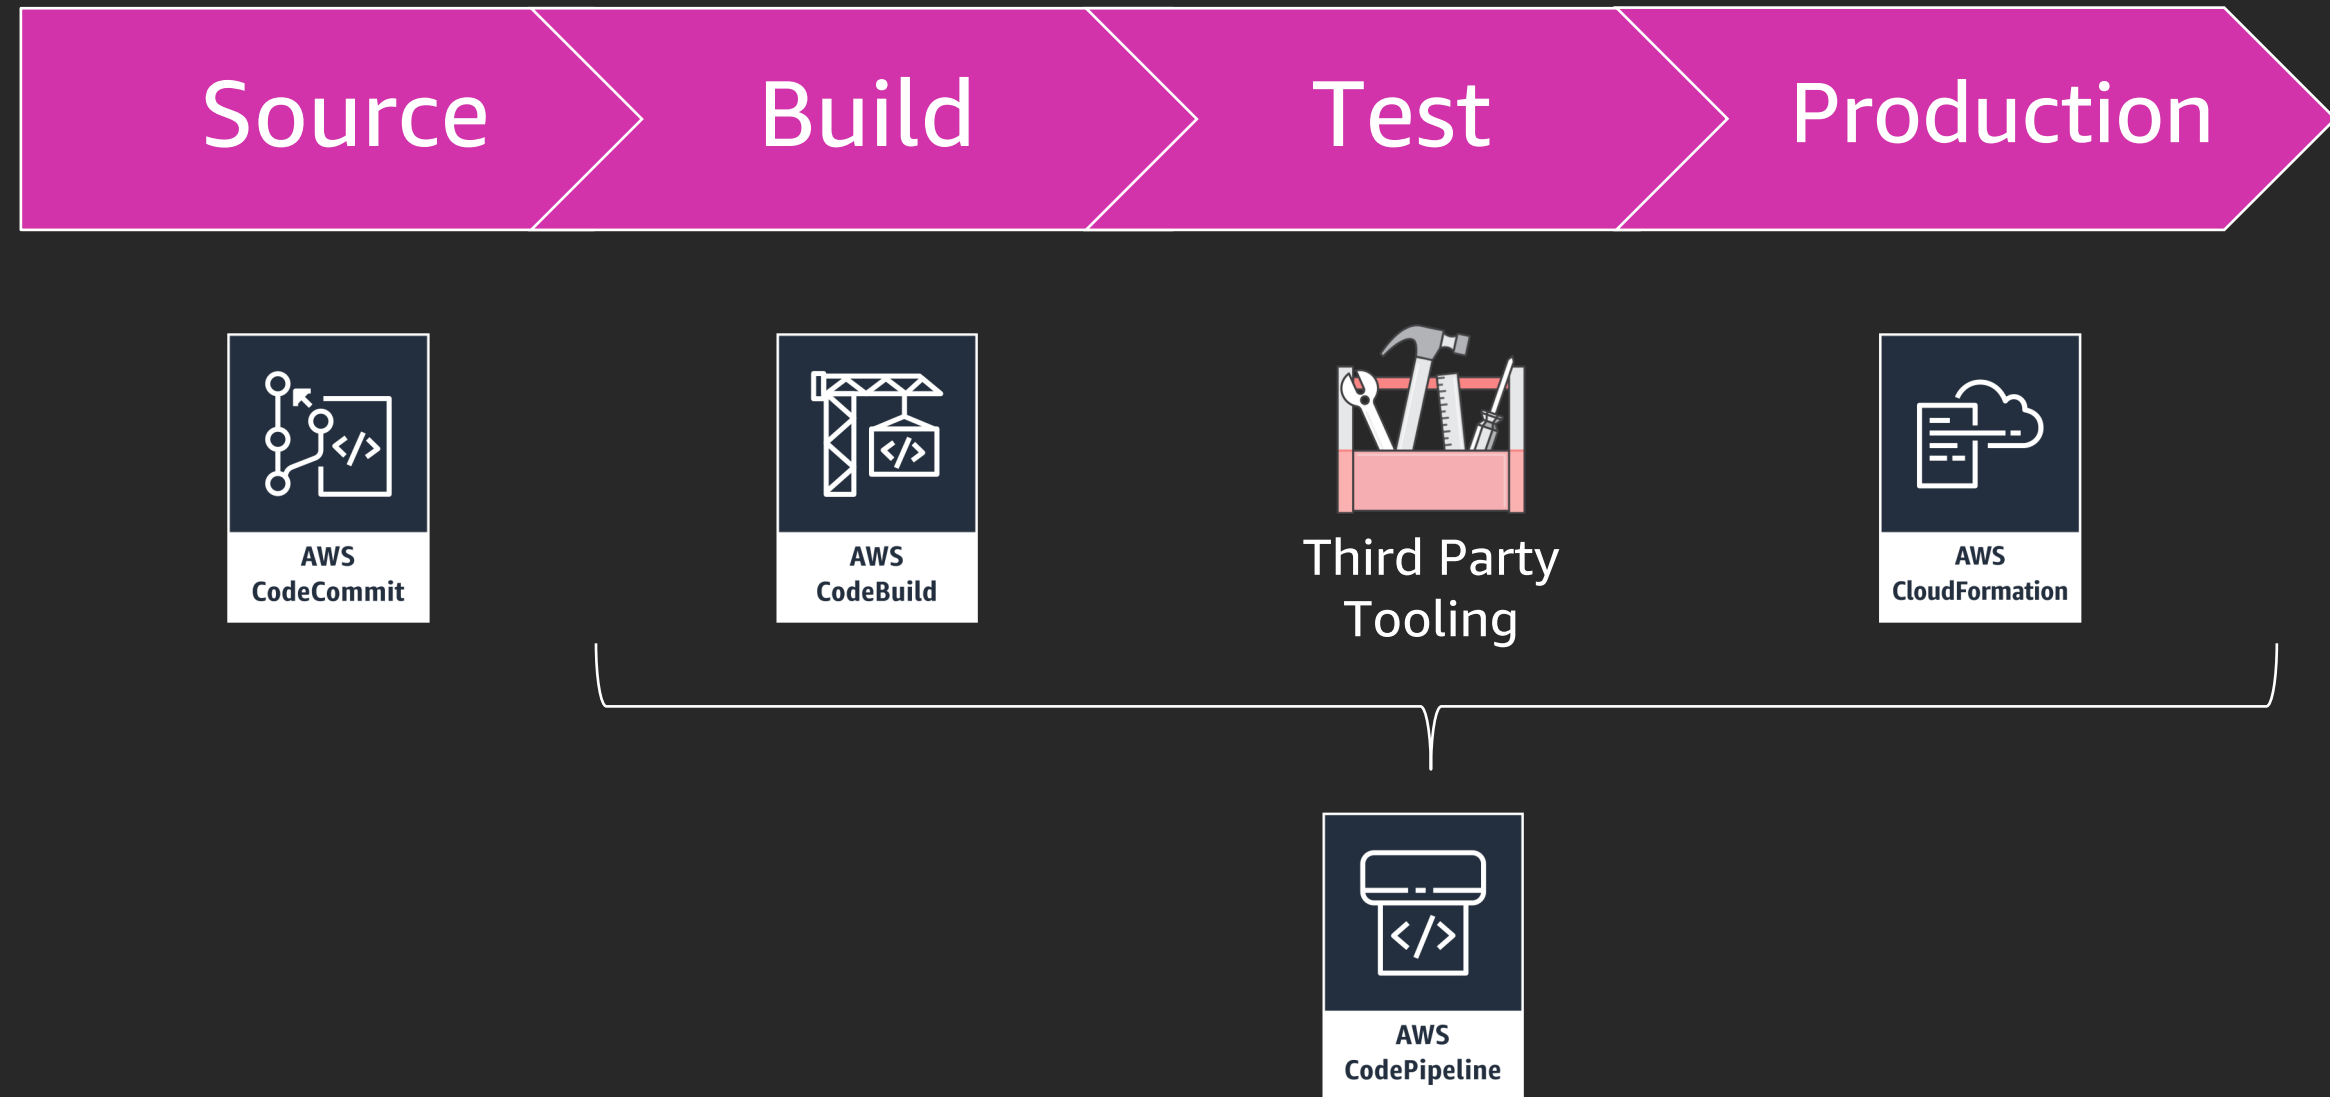 Source
Build
Test
Production
AWS
CodeCommit
AWS
CodeBuild
Third Party
Tooling
AWS
CloudFormation
AWS
CodePipeline